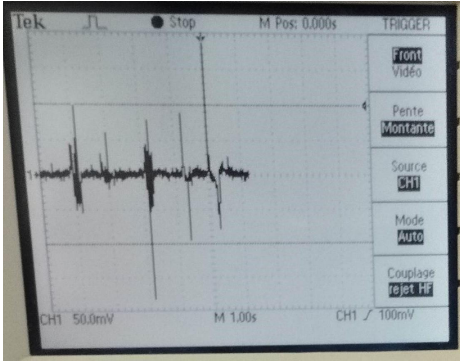 Tek Stop M Pos: 0.000s TRIGGER
Front
Vidéo
Pente
Montante
Source
CH1
Mode
Auto
Couplage
rejet HF
1
CH1 50.0mV M 1.00s CH1 100mV